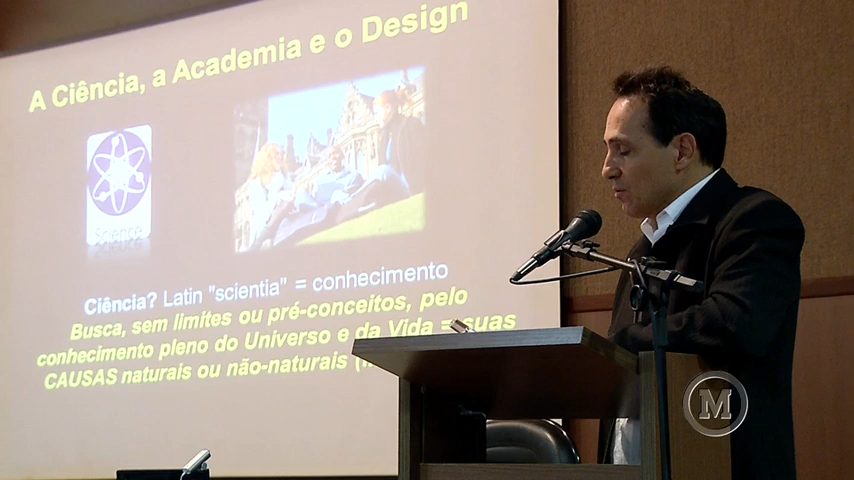 A Ciência, a Academia e o Design
Science
Ciência? Latin "scientia" = conhecimento
Busca, sem limites ou pré-conceitos, pelo
conhecimento pleno do Universo e da Vida = suas
CAUSAS naturais ou não-naturais
M